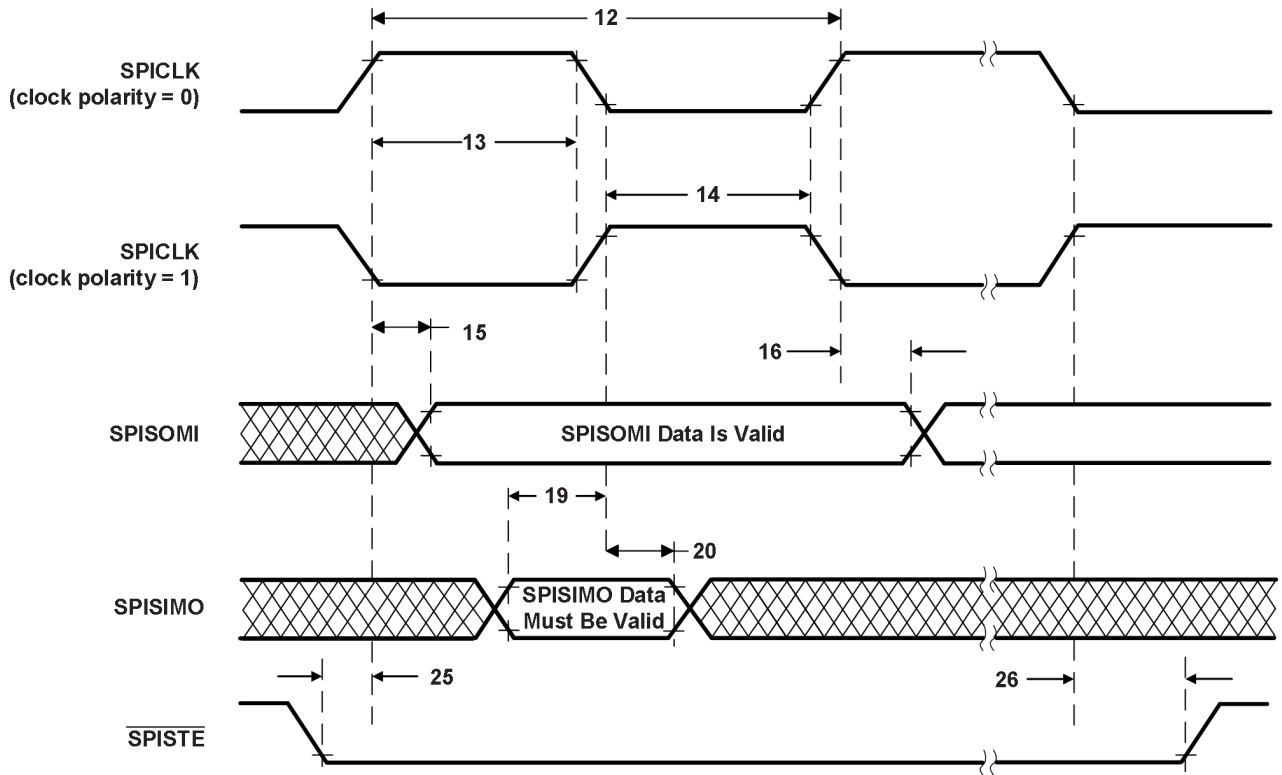 12
SPICLK
(clock polarity = 0)
13
14
SPICLK
(clock polarity = 1)
15
16
SPISOMI
SPISOMI Data Is Valid
19
20
SPISIMO
SPISIMO Data
Must Be Valid
25
26
SPISTE